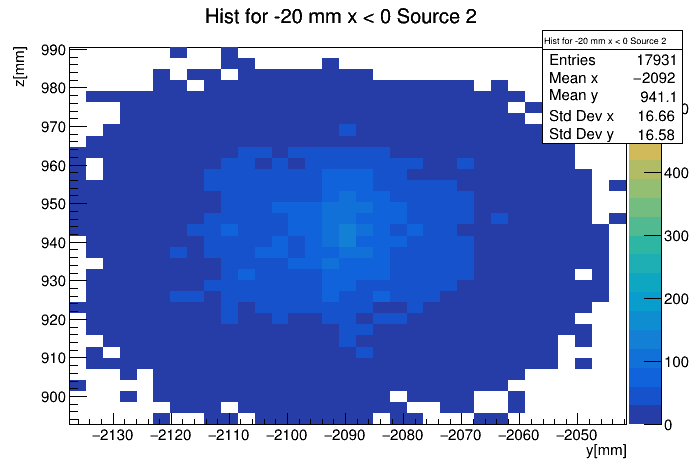 Hist for -20 mm x < 0 Source 2
z[mm]
990
980
970
960
950
940
930
920
910
900
−2130 −2120 −2110 −2100 −2090 −2080 −2070 −2060 −2050
y[mm]
Hist for -20 mm x < 0 Source 2
Entries 17931
Mean x −2092
Mean y 941.1
Std Dev x 16.66
Std Dev y 16.58
400
300
200
100
0